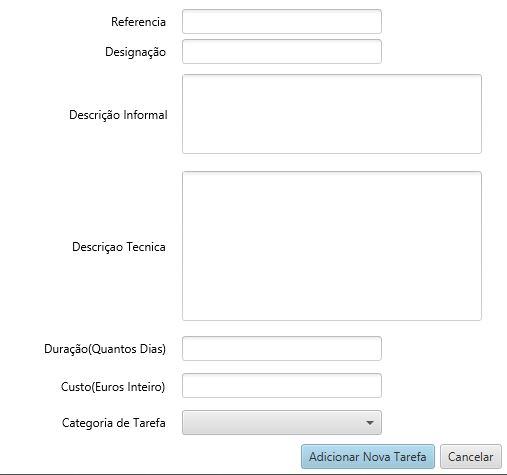 Referencia
Designação
Descrição Informal
Descriçao Tecnica
Duração(Quantos Dias)
Custo(Euros Inteiro)
Categoria de Tarefa
Adicionar Nova Tarefa Cancelar